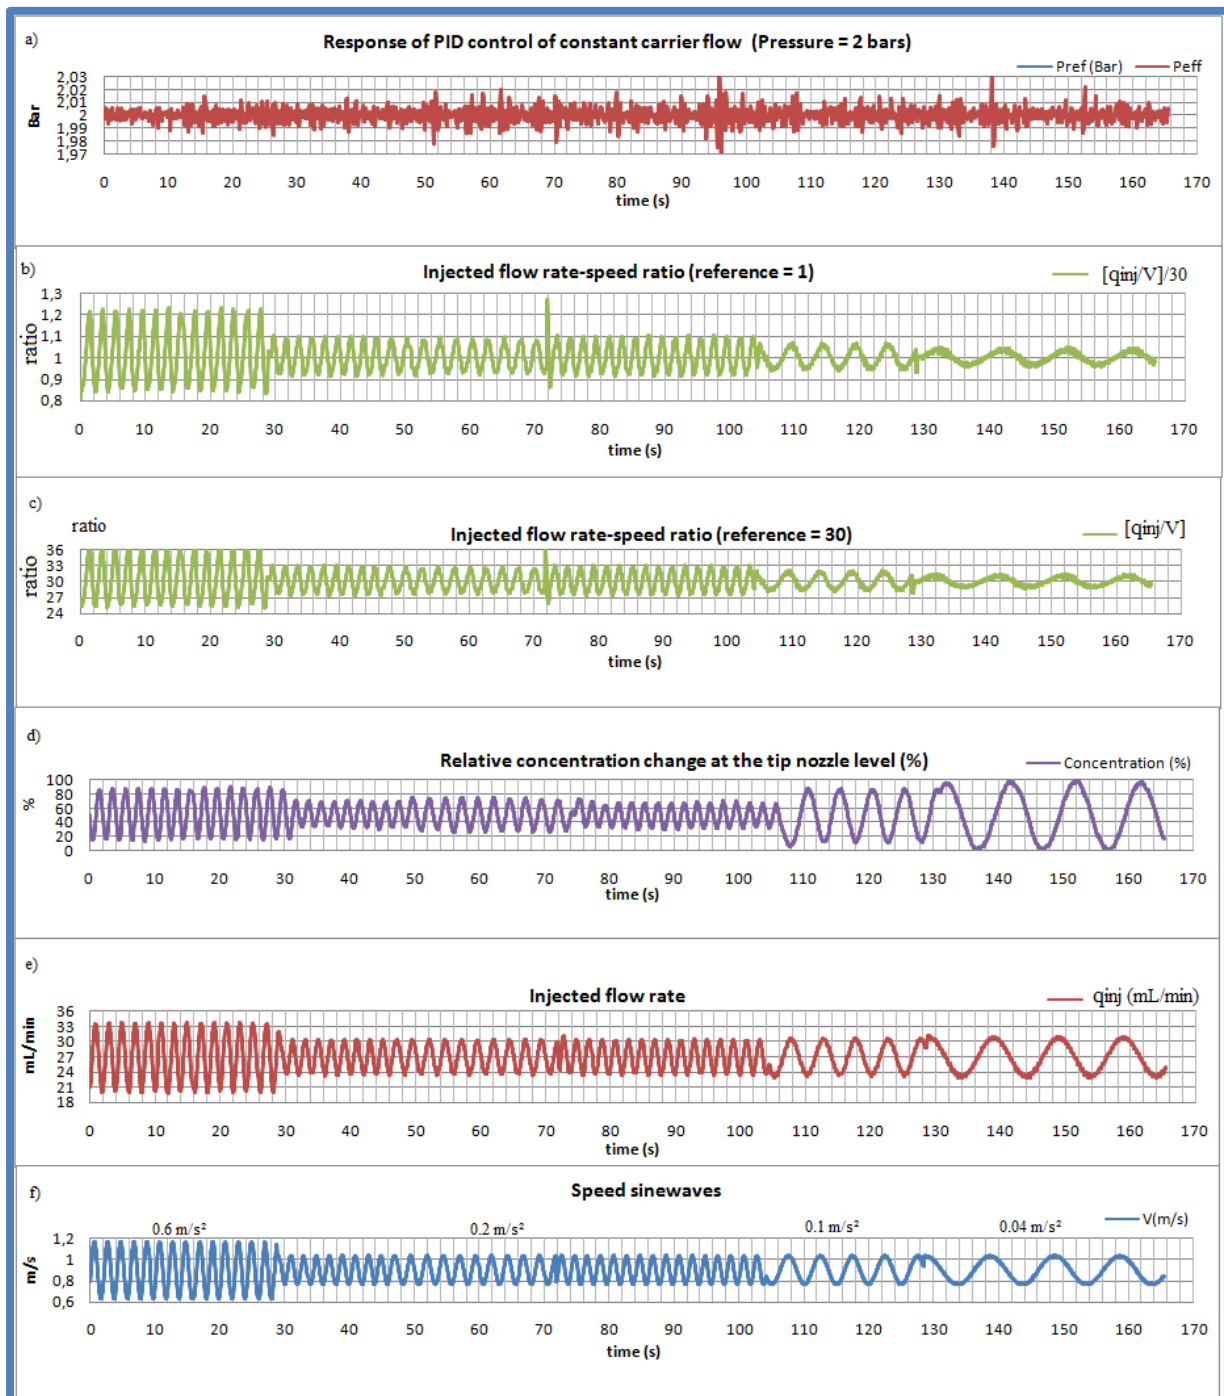 a)
Response of PID control of constant carrier flow (Pressure = 2 bars)
Pref (Bar) Peff
2,03
2,02
2,01
2
1,99
1,98
1,97
Bar
0 10 20 30 40 50 60 70 80 90 100 110 120 130 140 150 160 170
time (s)
b)
Injected flow rate-speed ratio (reference = 1)
[qinj/V]/30
1,3
1,2
1,1
1
0,9
0,8
ratio
0 10 20 30 40 50 60 70 80 90 100 110 120 130 140 150 160 170
time (s)
c)
ratio
Injected flow rate-speed ratio (reference = 30)
[qinj/V]
36
33
30
27
24
ratio
0 10 20 30 40 50 60 70 80 90 100 110 120 130 140 150 160 170
time (s)
d)
Relative concentration change at the tip nozzle level (%)
Concentration (%)
100
80
60
40
20
0
%
0 10 20 30 40 50 60 70 80 90 100 110 120 130 140 150 160 170
time (s)
e)
Injected flow rate
qinj (mL/min)
36
33
30
27
24
21
18
mL/min
0 10 20 30 40 50 60 70 80 90 100 110 120 130 140 150 160 170
time (s)
f)
Speed sinewaves
0.6 m/s² 0.2 m/s² 0.1 m/s² 0.04 m/s²
V(m/s)
1,2
1
0,8
0,6
m/s
0 10 20 30 40 50 60 70 80 90 100 110 120 130 140 150 160 170
time (s)